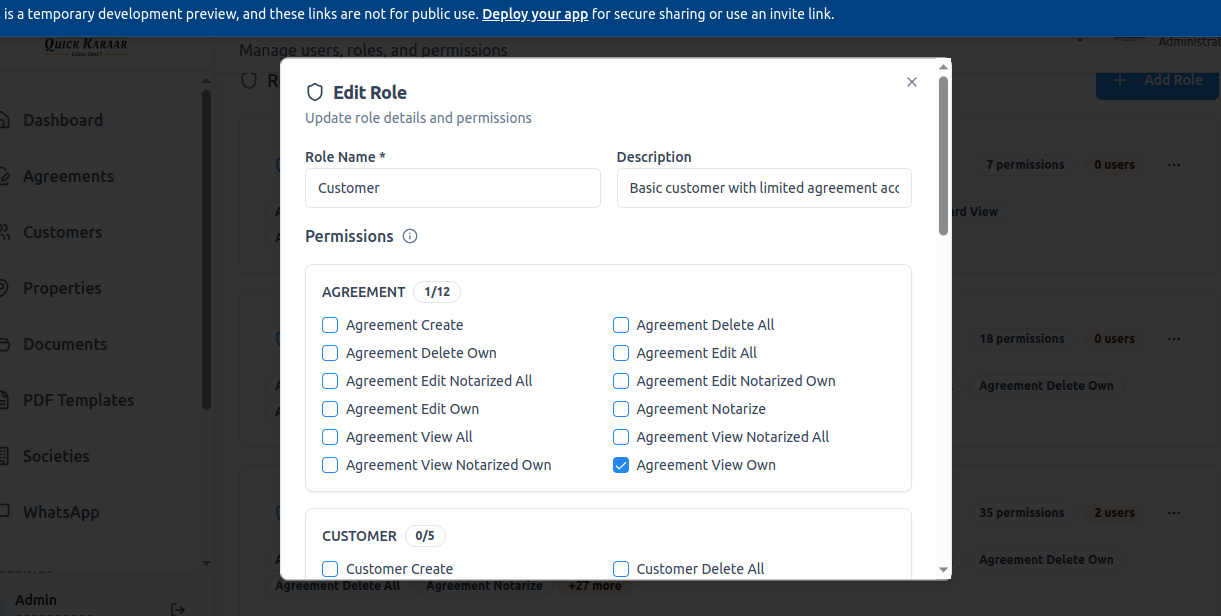 is a temporary development preview, and these links are not for public use. Deploy your app for secure sharing or use an invite link.
QUICK KARAAR
LEGAL DRAFT
Manage users, roles, and permissions
Administrat
Add Role
Dashboard
Agreements
Customers
Properties
Documents
PDF Templates
Societies
WhatsApp
Admin
Edit Role
Update role details and permissions
Role Name *
Description
Customer
Basic customer with limited agreement acc
Permissions
AGREEMENT 1/12
Agreement Create
Agreement Delete All
Agreement Delete Own
Agreement Edit All
Agreement Edit Notarized All
Agreement Edit Notarized Own
Agreement Edit Own
Agreement Notarize
Agreement View All
Agreement View Notarized All
Agreement View Notarized Own
Agreement View Own
CUSTOMER 0/5
Customer Create
Customer Delete All
7 permissions
0 users
rd View
18 permissions
0 users
Agreement Delete Own
35 permissions
2 users
Agreement Delete Own
Agreement Delete All
Agreement Notarize
+27 more